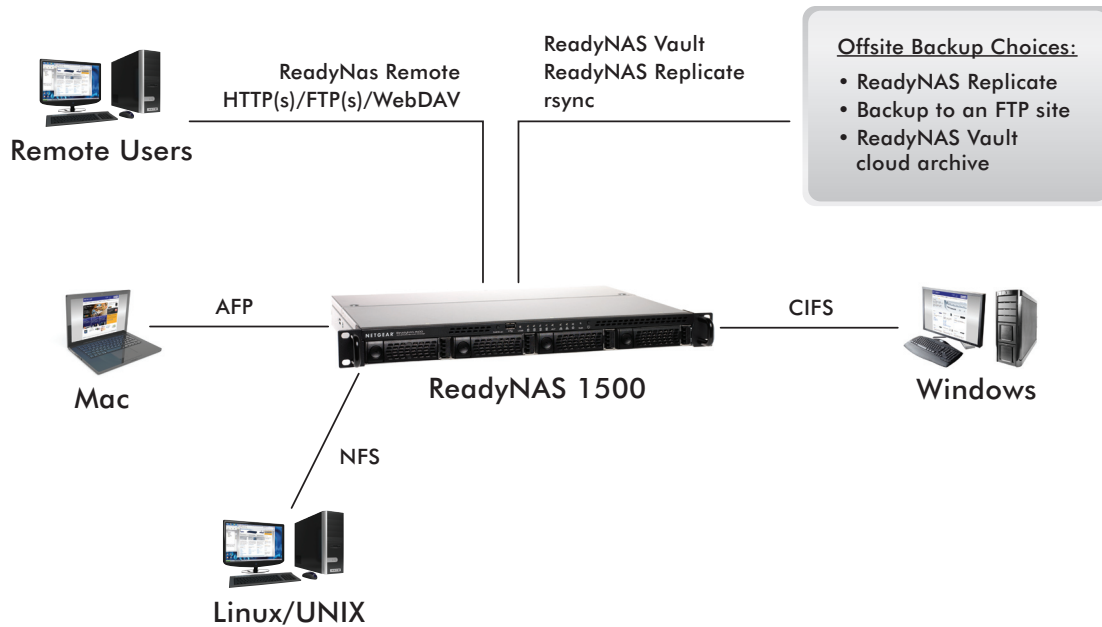 ReadyNas Remote
HTTP(s)/FTP(s)/WebDAV
Remote Users
ReadyNAS Vault
ReadyNAS Replicate
rsync
Offsite Backup Choices:
• ReadyNAS Replicate
• Backup to an FTP site
• ReadyNAS Vault
cloud archive
AFP
Mac
NETGEAR
ReadyNAS 1500
CIFS
Windows
NFS
Linux/UNIX